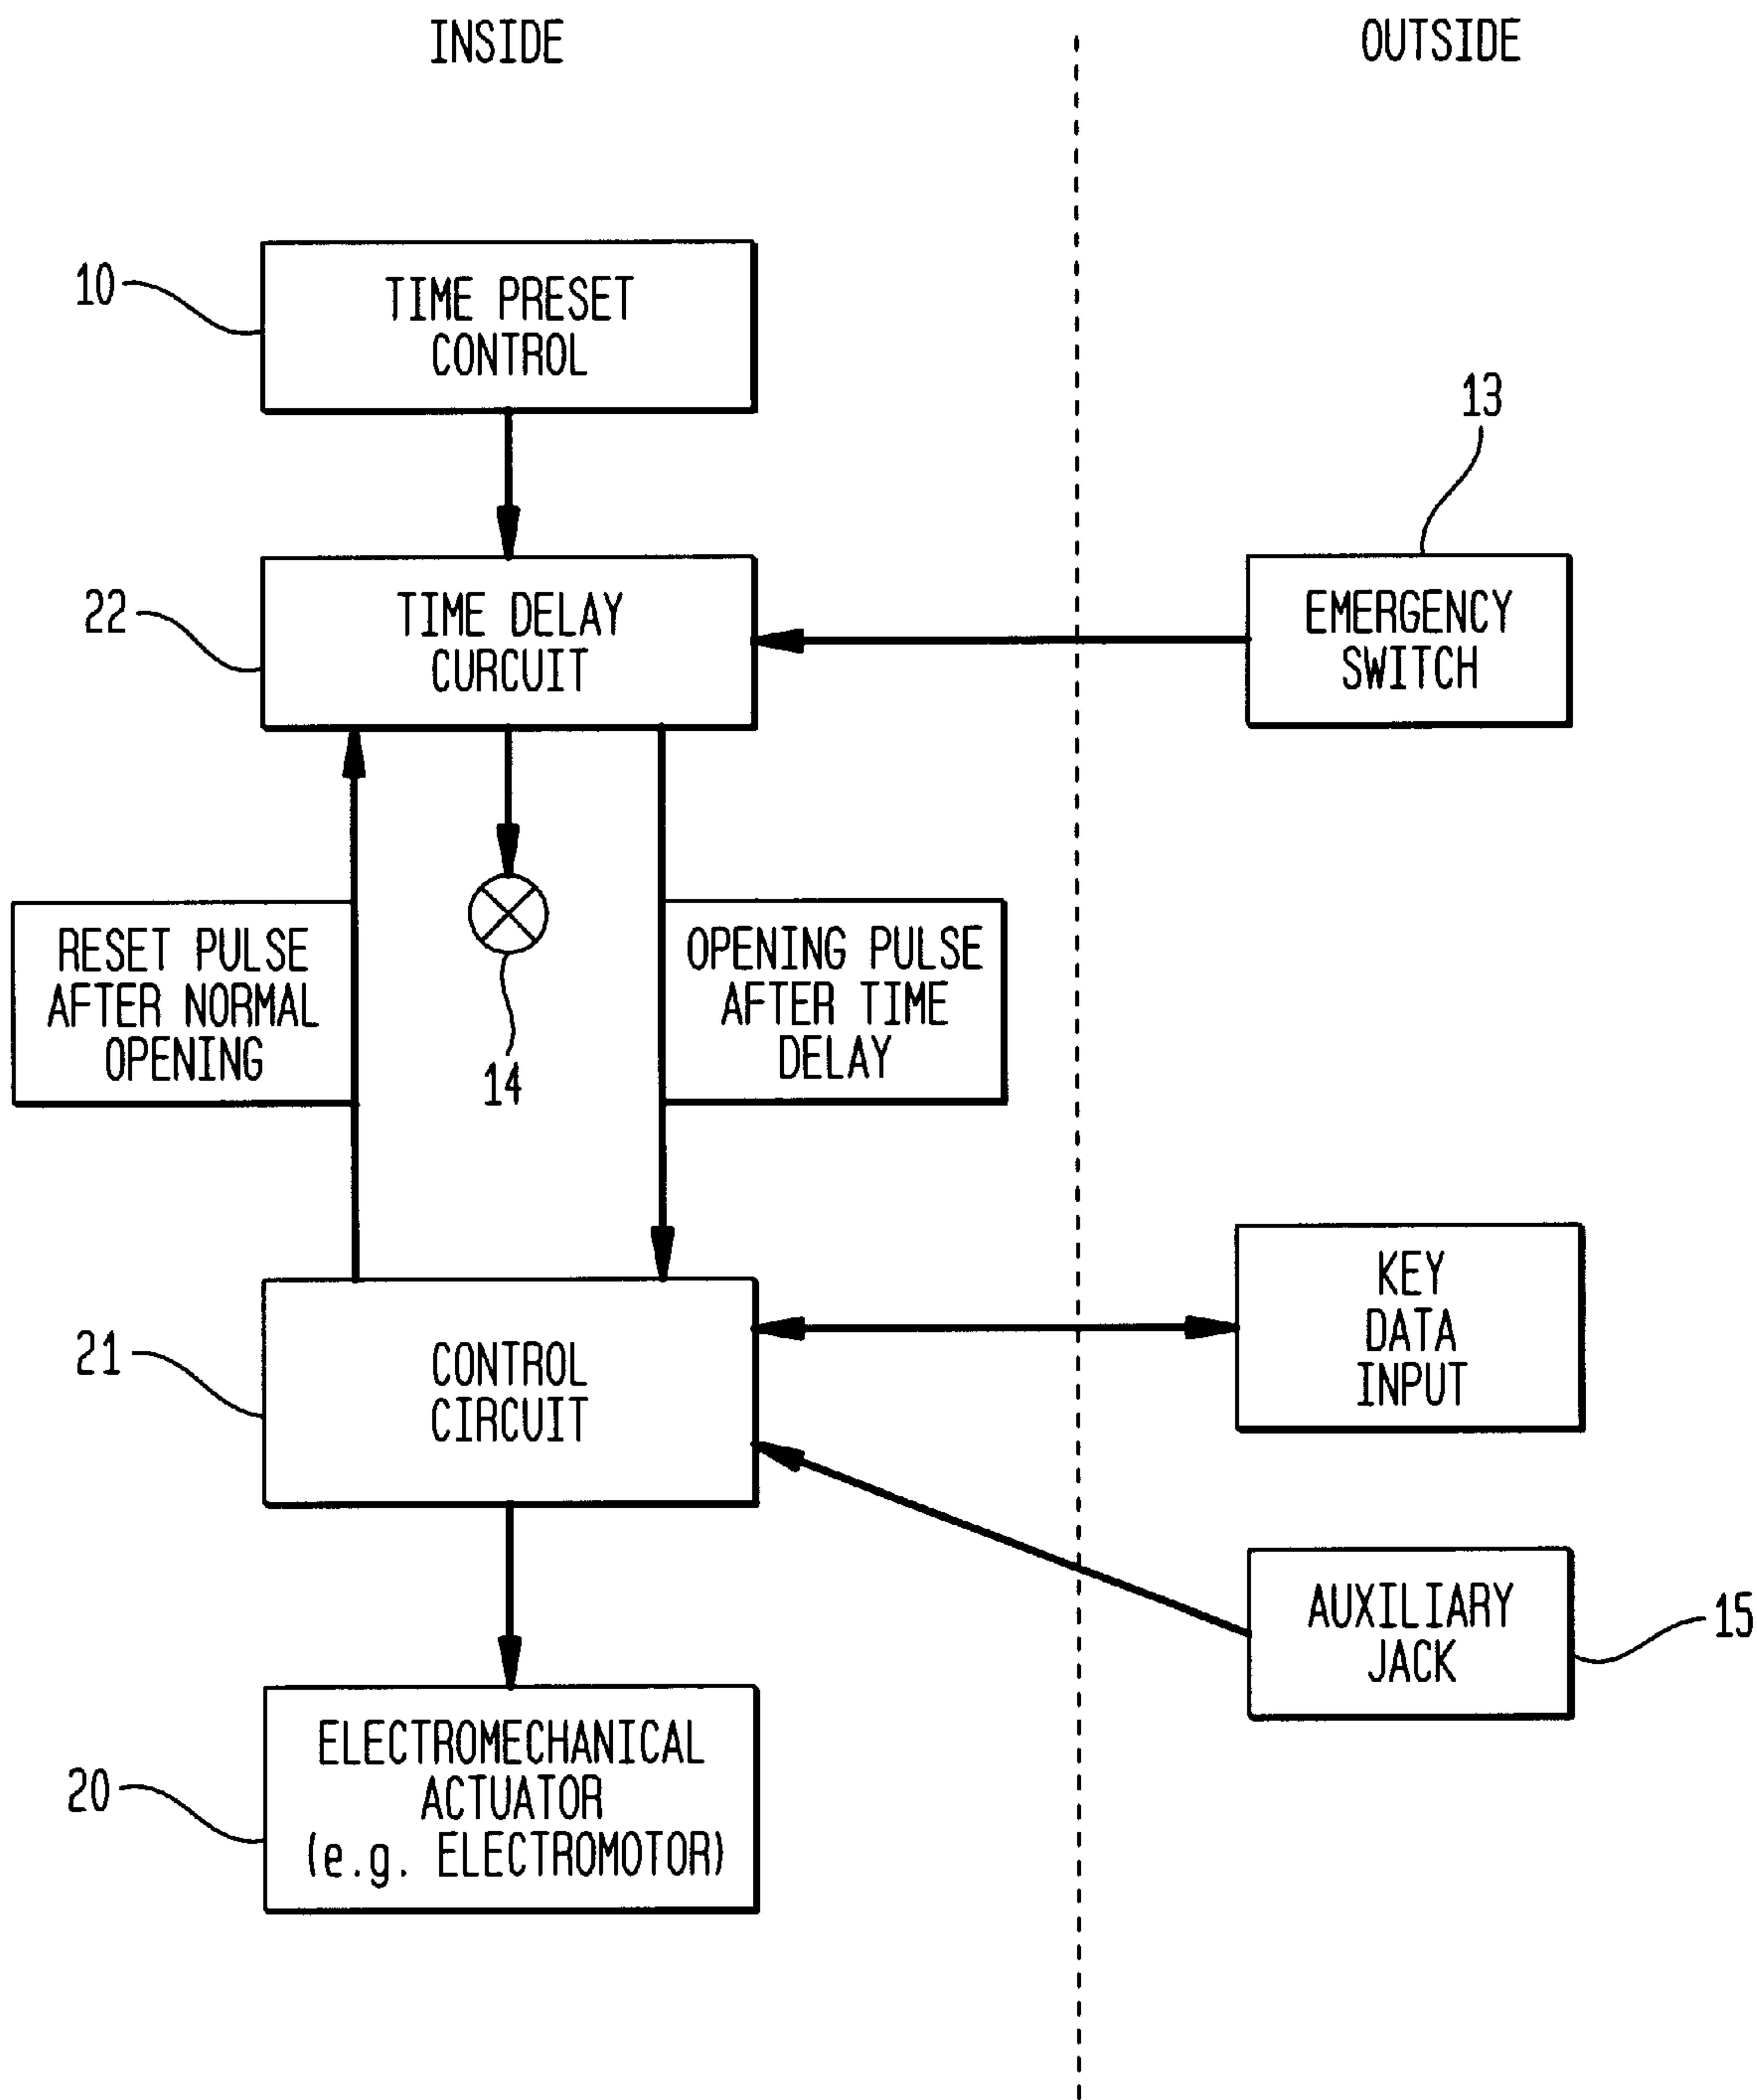 INSIDE
OUTSIDE
10
TIME PRESET
CONTROL
13
22
TIME DELAY
CURCUIT
EMERGENCY
SWITCH
RESET PULSE
AFTER NORMAL
OPENING
14
OPENING PULSE
AFTER TIME
DELAY
21
CONTROL
CIRCUIT
KEY
DATA
INPUT
AUXILIARY
JACK
15
20
ELECTROMECHANICAL
ACTUATOR
(e.g. ELECTROMOTOR)